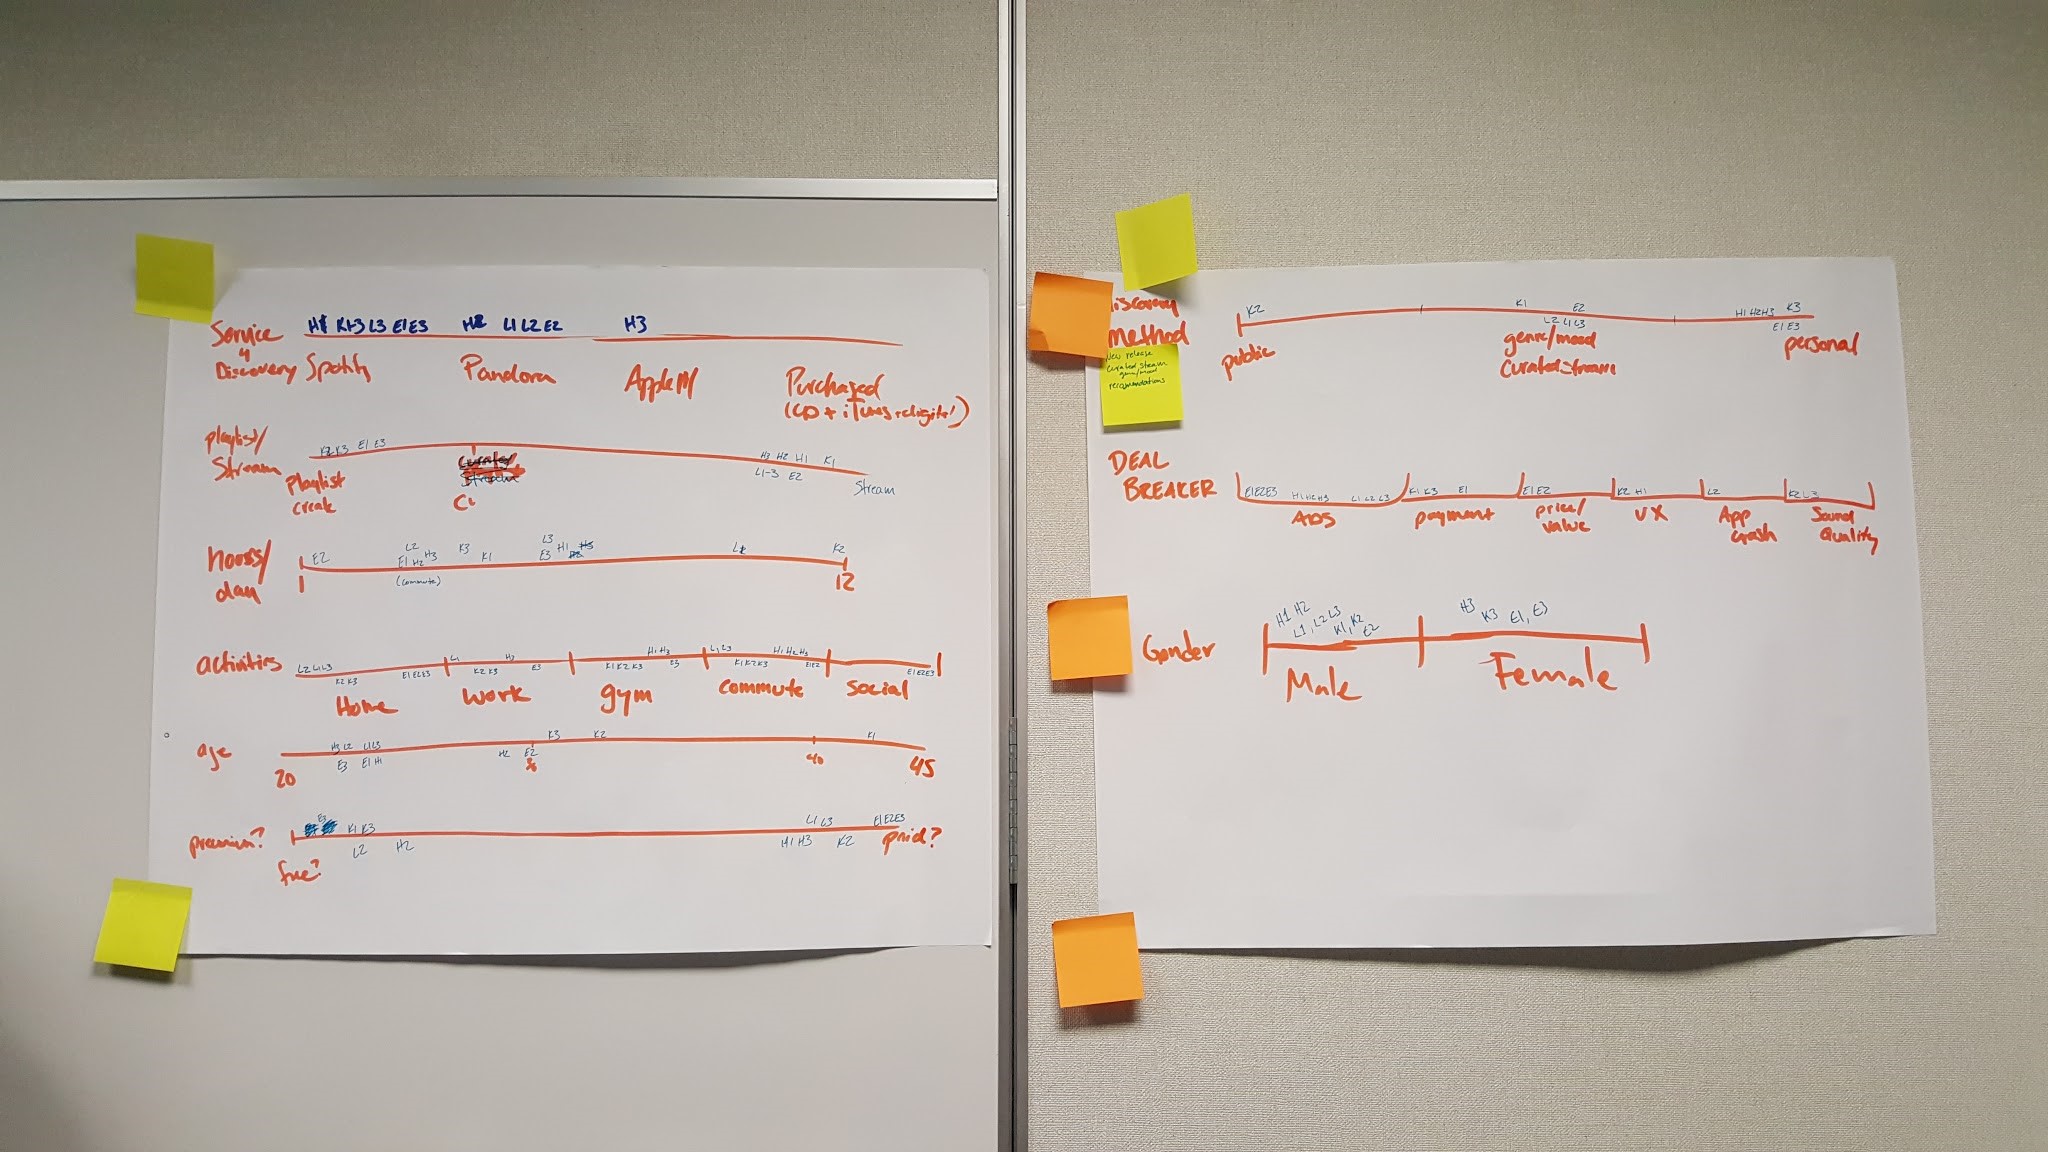 Service H1 K1-3 L3 E1 E3 H2 L1 L2 E2 H3
Discovery Spotify Pandora Apple M Purchased
(CD + iTunes + digital)
playlist/ K2 K3 E1 E3 H3 H2 H1 K1
Stream L1-3 E2 Stream
playlist
create
Curated
Stream
C
hours/ E2 L2 E1 H2 H3 K3 K1 L3 E3 H1 H3 K2
day (commute)
1 12
activities L2 L1 L3 K2 K3 E1 E2 E3 L1 K2 K3 H2 E3 H1 H3 K1 K2 K3 E3 L1 L3 K1 K2 K3 H1 H2 H3 E1 E2 E1 E2 E3
Home work gym commute social
age H3 L2 L1 L3 K3 K2 K1
E3 E1 H1 H2 E2
20 30 40 45
premium? E3 K1 K3 L1 L3 E1 E2 E3
L2 H2 H1 H3 K2 paid?
free?
Discovery K2 K1 E2 H1 H2 H3 K3
Method L2 L1 L3 E1 E3
public genre/mood personal
Curated Stream
New release
Curated stream
genre/mood
recommendations
DEAL
BREAKER E1 E2 E3 H1 H2 H3 L1 L2 L3 K1 K3 E1 E1 E2 K2 H1 L2 K2 L3
ADS payment price/ UX App Sound
value crash Quality
H1 H2 H3
L1, L2 L3 K3 E1, E3
K1, K2
E2
Gender
Male Female